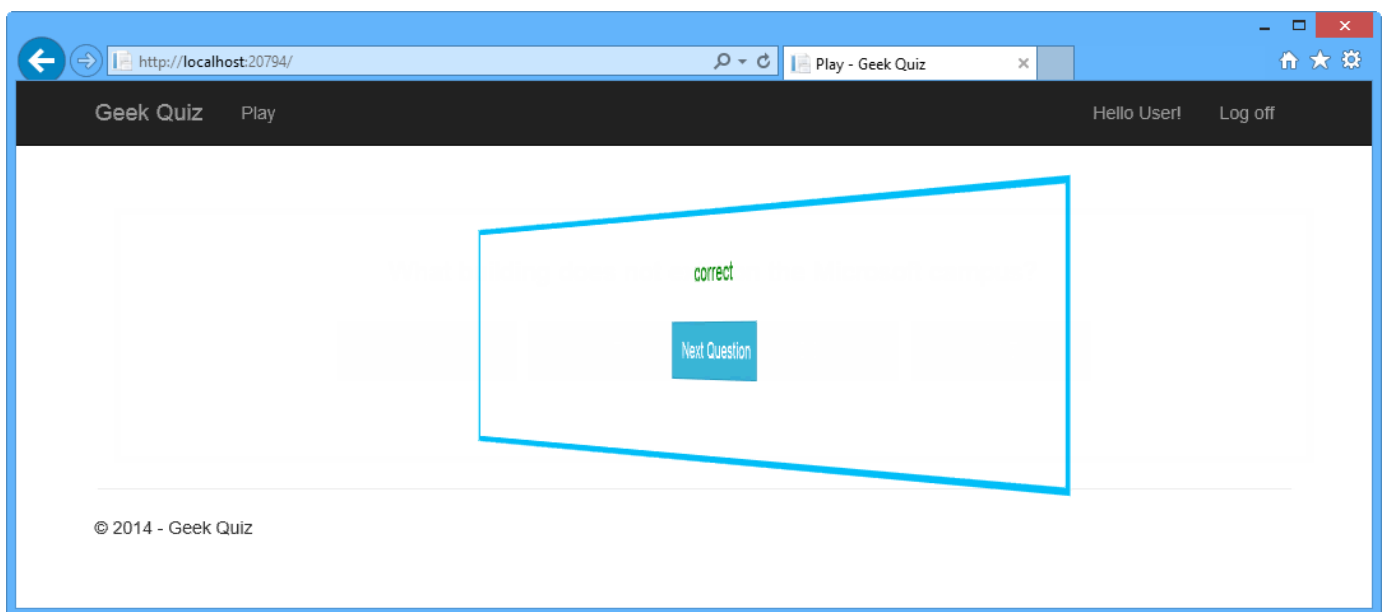 http://localhost:20794/
Play - Geek Quiz
Geek Quiz
Play
Hello User!
Log off
correct
Next Question
© 2014 - Geek Quiz